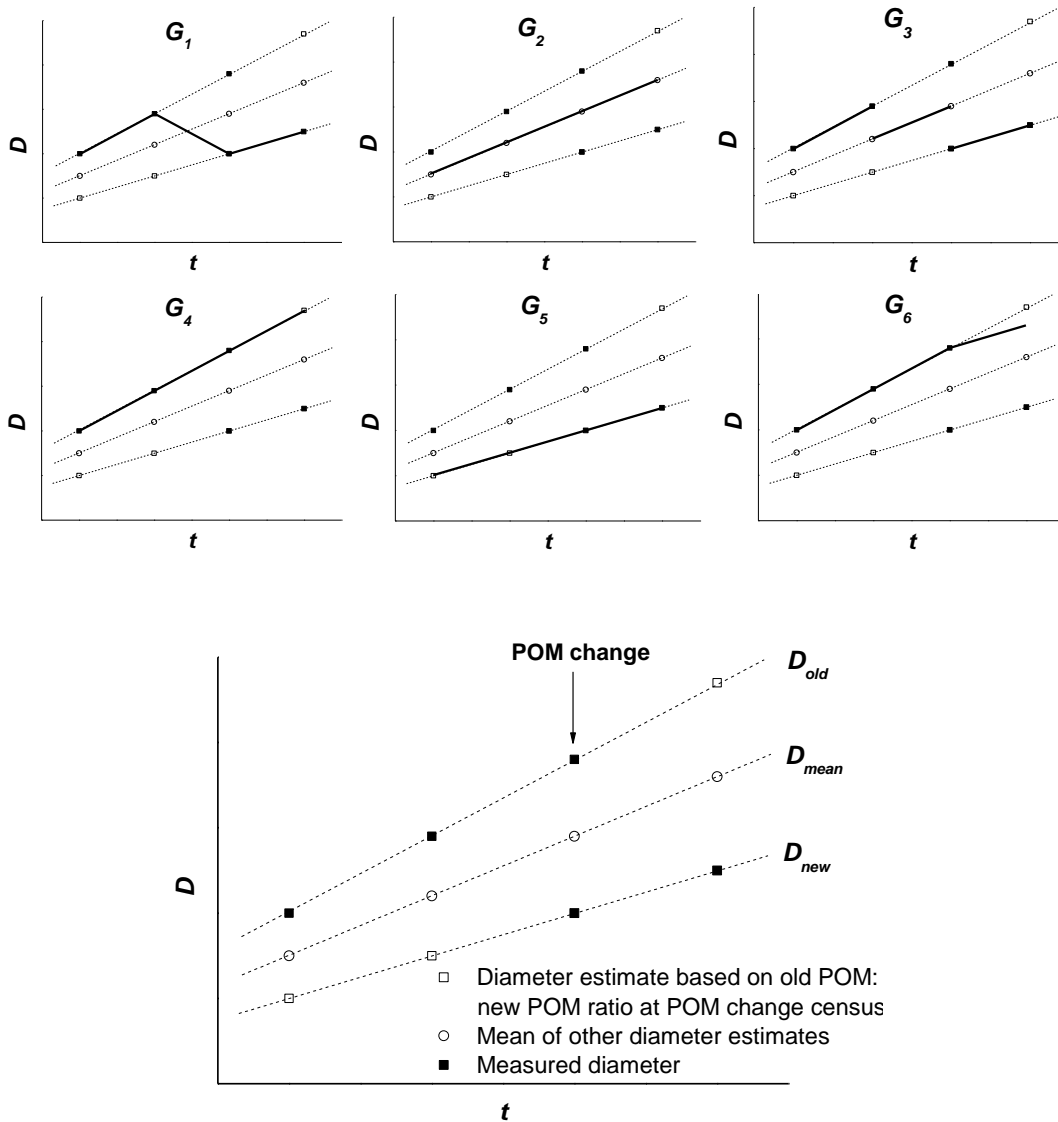 G1
G2
G3
D
D
D
t
t
t
G4
G5
G6
D
D
D
t
t
t
POM change
Dold
Dmean
Dnew
D
Diameter estimate based on old POM:
new POM ratio at POM change census
Mean of other diameter estimates
Measured diameter
t